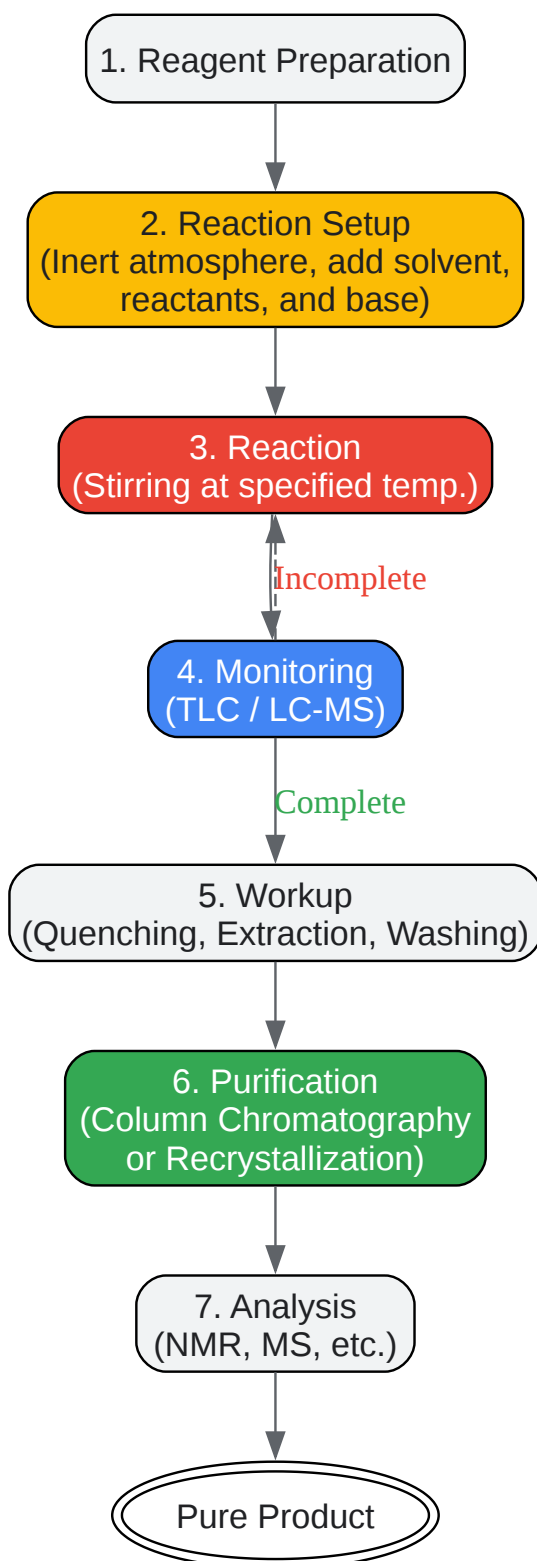 1. Reagent Preparation
2. Reaction Setup
(Inert atmosphere, add solvent,
reactants, and base)
3. Reaction
(Stirring at specified temp.)
Incomplete
4. Monitoring
(TLC / LC-MS)
Complete
5. Workup
(Quenching, Extraction, Washing)
6. Purification
(Column Chromatography
or Recrystallization)
7. Analysis
(NMR, MS, etc.)
Pure Product